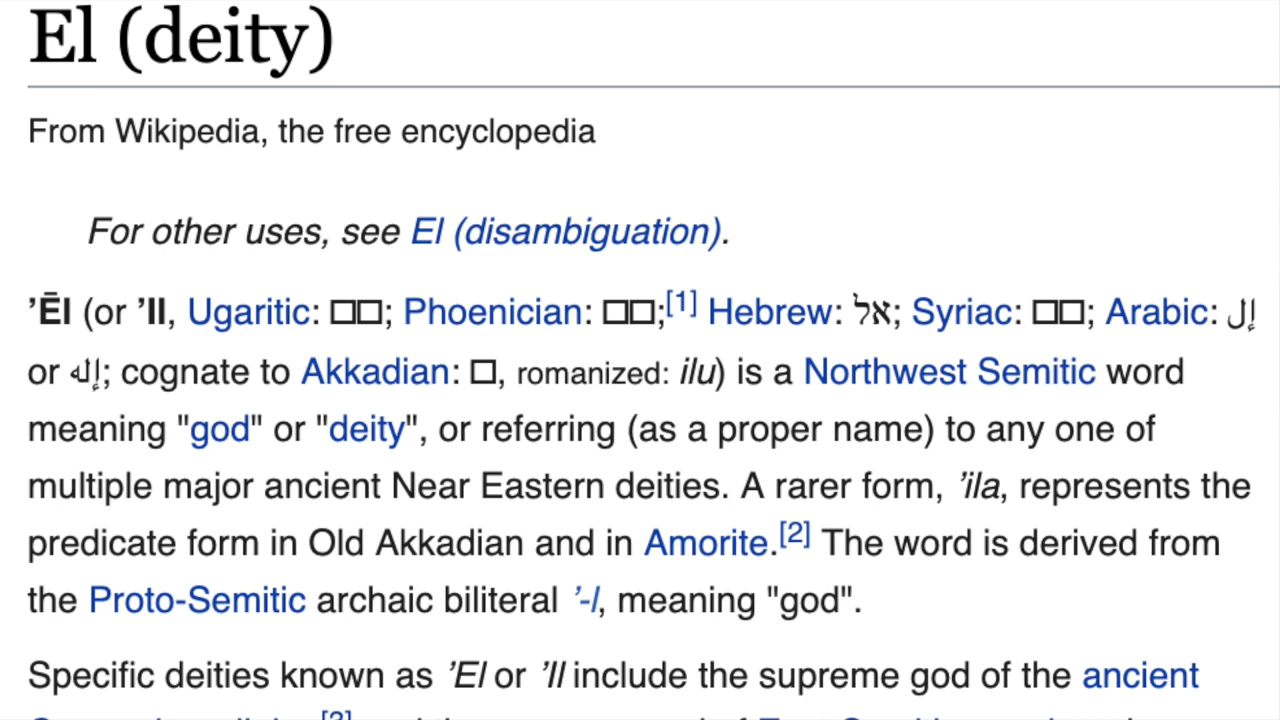 El (deity)
From Wikipedia, the free encyclopedia
For other uses, see El (disambiguation).
ʼĒl (or ʼIl, Ugaritic: □□; Phoenician: □□;[1] Hebrew: אל; Syriac: □□; Arabic: إل
or إله; cognate to Akkadian: □, romanized: ilu) is a Northwest Semitic word
meaning "god" or "deity", or referring (as a proper name) to any one of
multiple major ancient Near Eastern deities. A rarer form, ʼila, represents the
predicate form in Old Akkadian and in Amorite.[2] The word is derived from
the Proto-Semitic archaic biliteral ʼ-l, meaning "god".
Specific deities known as ʼEl or ʼIl include the supreme god of the ancient